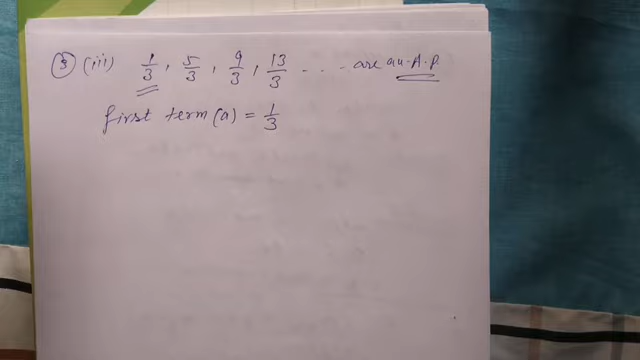 ③ (iii) 1/3, 5/3, 9/3, 13/3 .... are an A.P.
first term (a) = 1/3